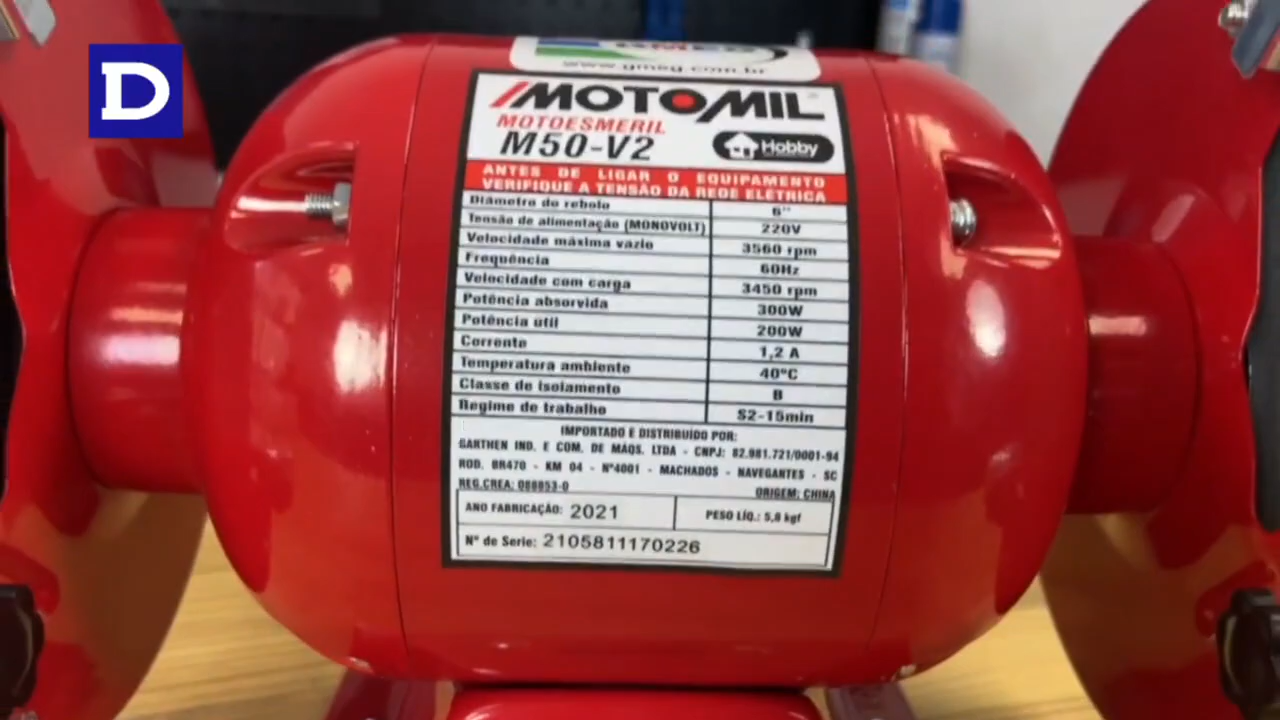 D
www.gmeg.com.br
MOTOMIL
MOTOESMERIL
M50-V2
Hobby
ANTES DE LIGAR O EQUIPAMENTO
VERIFIQUE A TENSÃO DA REDE ELÉTRICA
Diâmetro do rebolo 6"
Tensão de alimentação (MONOVOLT) 220V
Velocidade máxima vazio 3560 rpm
Frequência 60Hz
Velocidade com carga 3450 rpm
Potência absorvida 300W
Potência útil 200W
Corrente 1,2 A
Temperatura ambiente 40°C
Classe de isolamento B
Regime de trabalho S2-15min
IMPORTADO E DISTRIBUÍDO POR:
GARTHEN IND. E COM. DE MÁQS. LTDA - CNPJ: 82.981.721/0001-94
ROD. BR470 - KM 04 - Nº4001 - MACHADOS - NAVEGANTES - SC
REG.CREA: 088853-0 ORIGEM: CHINA
ANO FABRICAÇÃO: 2021 PESO LÍQ.: 5,8 kgf
Nº de Serie: 2105811170226